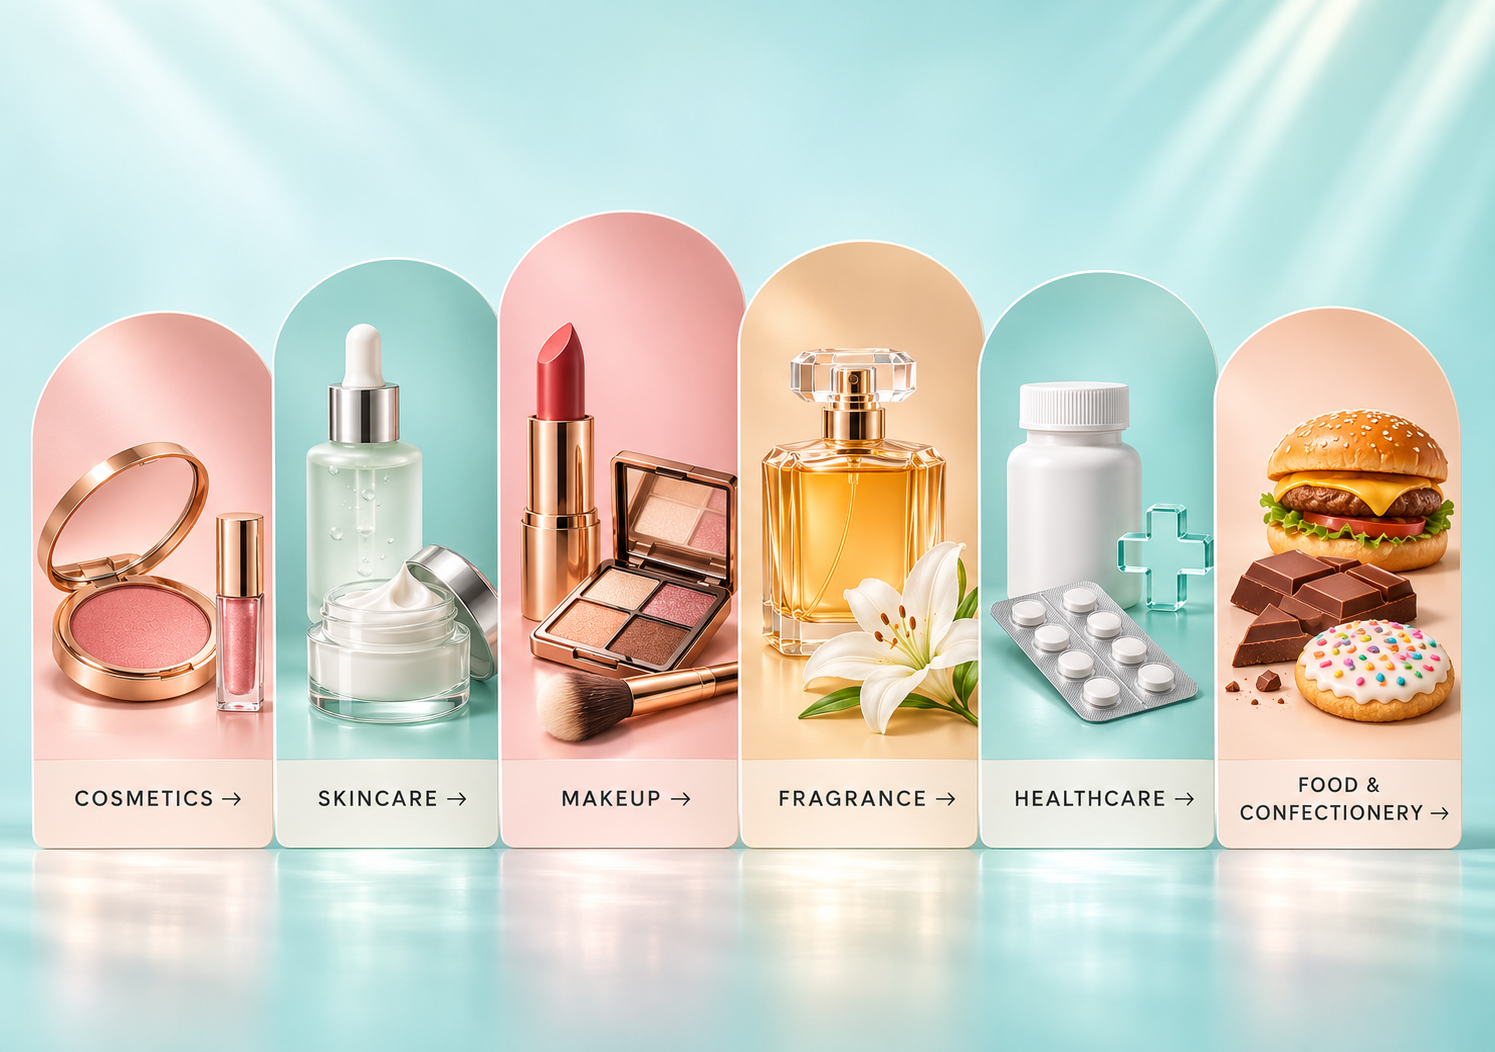 COSMETICS →
SKINCARE →
MAKEUP →
FRAGRANCE →
HEALTHCARE →
FOOD &
CONFECTIONERY →